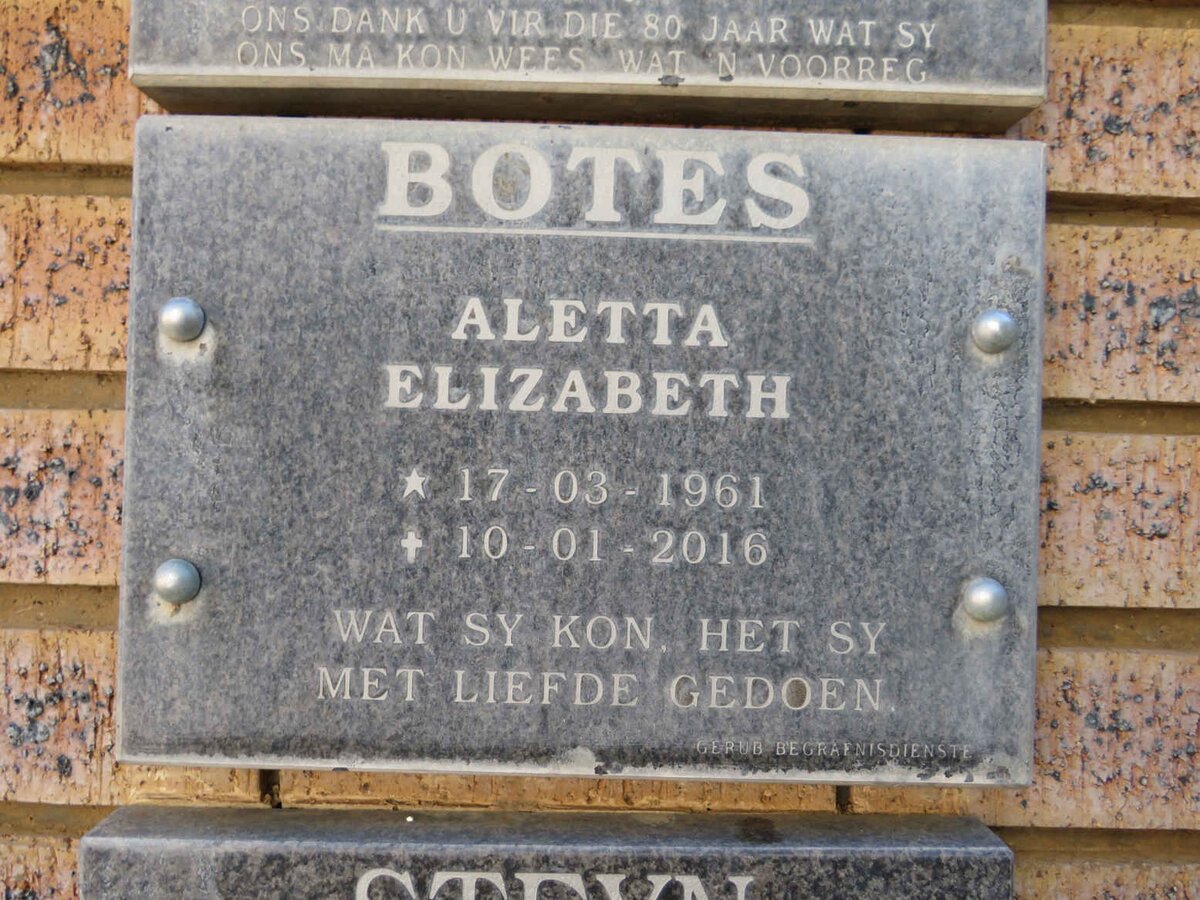 ONS DANK U VIR DIE 80 JAAR WAT SY
ONS MA KON WEES, WAT 'N VOORREG
BOTES
ALETTA
ELIZABETH
★ 17-03-1961
✝ 10-01-2016
WAT SY KON, HET SY
MET LIEFDE GEDOEN.
GERUB BEGRAFNISDIENSTE
STEYN